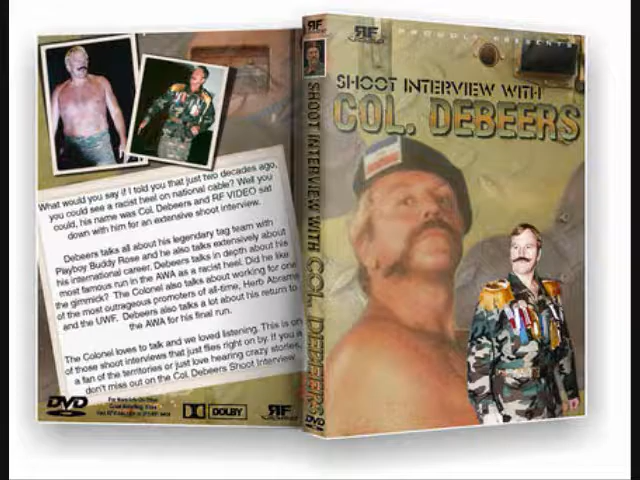 What would you say if I told you that just two decades ago,
you could see a racist heel on national cable? Well you
could, his name was Col. Debeers and RF VIDEO sat
down with him for an extensive shoot interview.
Debeers talks all about his legendary tag team with
Playboy Buddy Rose and he also talks extensively about
his international career. Debeers talks in depth about his
most famous run in the AWA as a racist heel. Did he like
the gimmick? The Colonel also talks about working for one
of the most outrageous promoters of all-time, Herb Abrams
and the UWF. Debeers also talks a lot about his return to
the AWA for his final run.
The Colonel loves to talk and we loved listening. This is on
of those shoot interviews that just flies right on by. If you a
a fan of the territories or just love hearing crazy stories,
don't miss out on the Col. Debeers Shoot Interview
DVD
DOLBY
RF
RF
SHOOT INTERVIEW WITH COL. DEBEERS
RF
PROUDLY PRESENTS
SHOOT INTERVIEW WITH
COL. DEBEERS